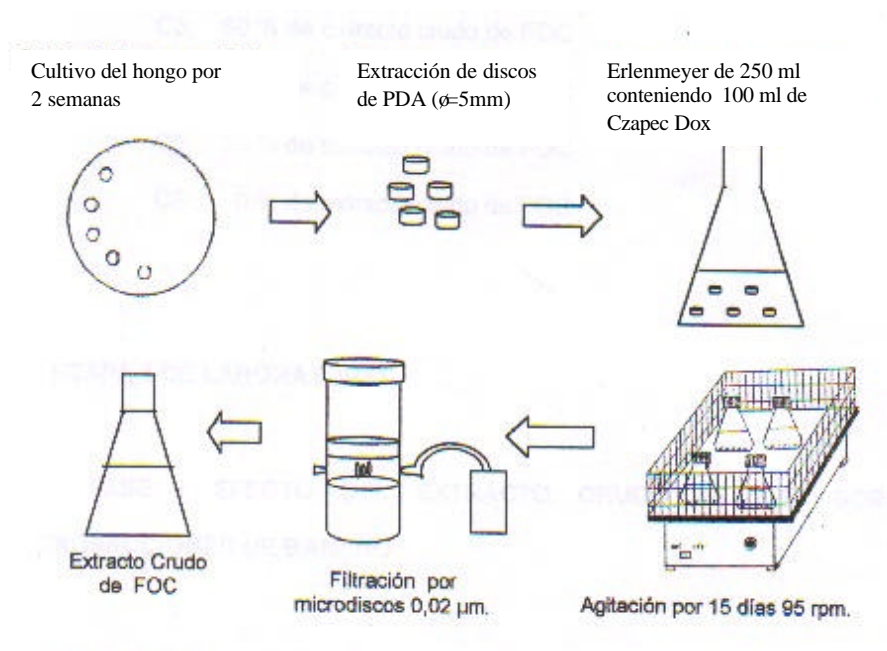 Cultivo del hongo por
2 semanas
Extracción de discos
de PDA (ø=5mm)
Erlenmeyer de 250 ml
conteniendo 100 ml de
Czapec Dox
Extracto Crudo
de FOC
Filtración por
microdiscos 0,02 µm.
Agitación por 15 días 95 rpm.